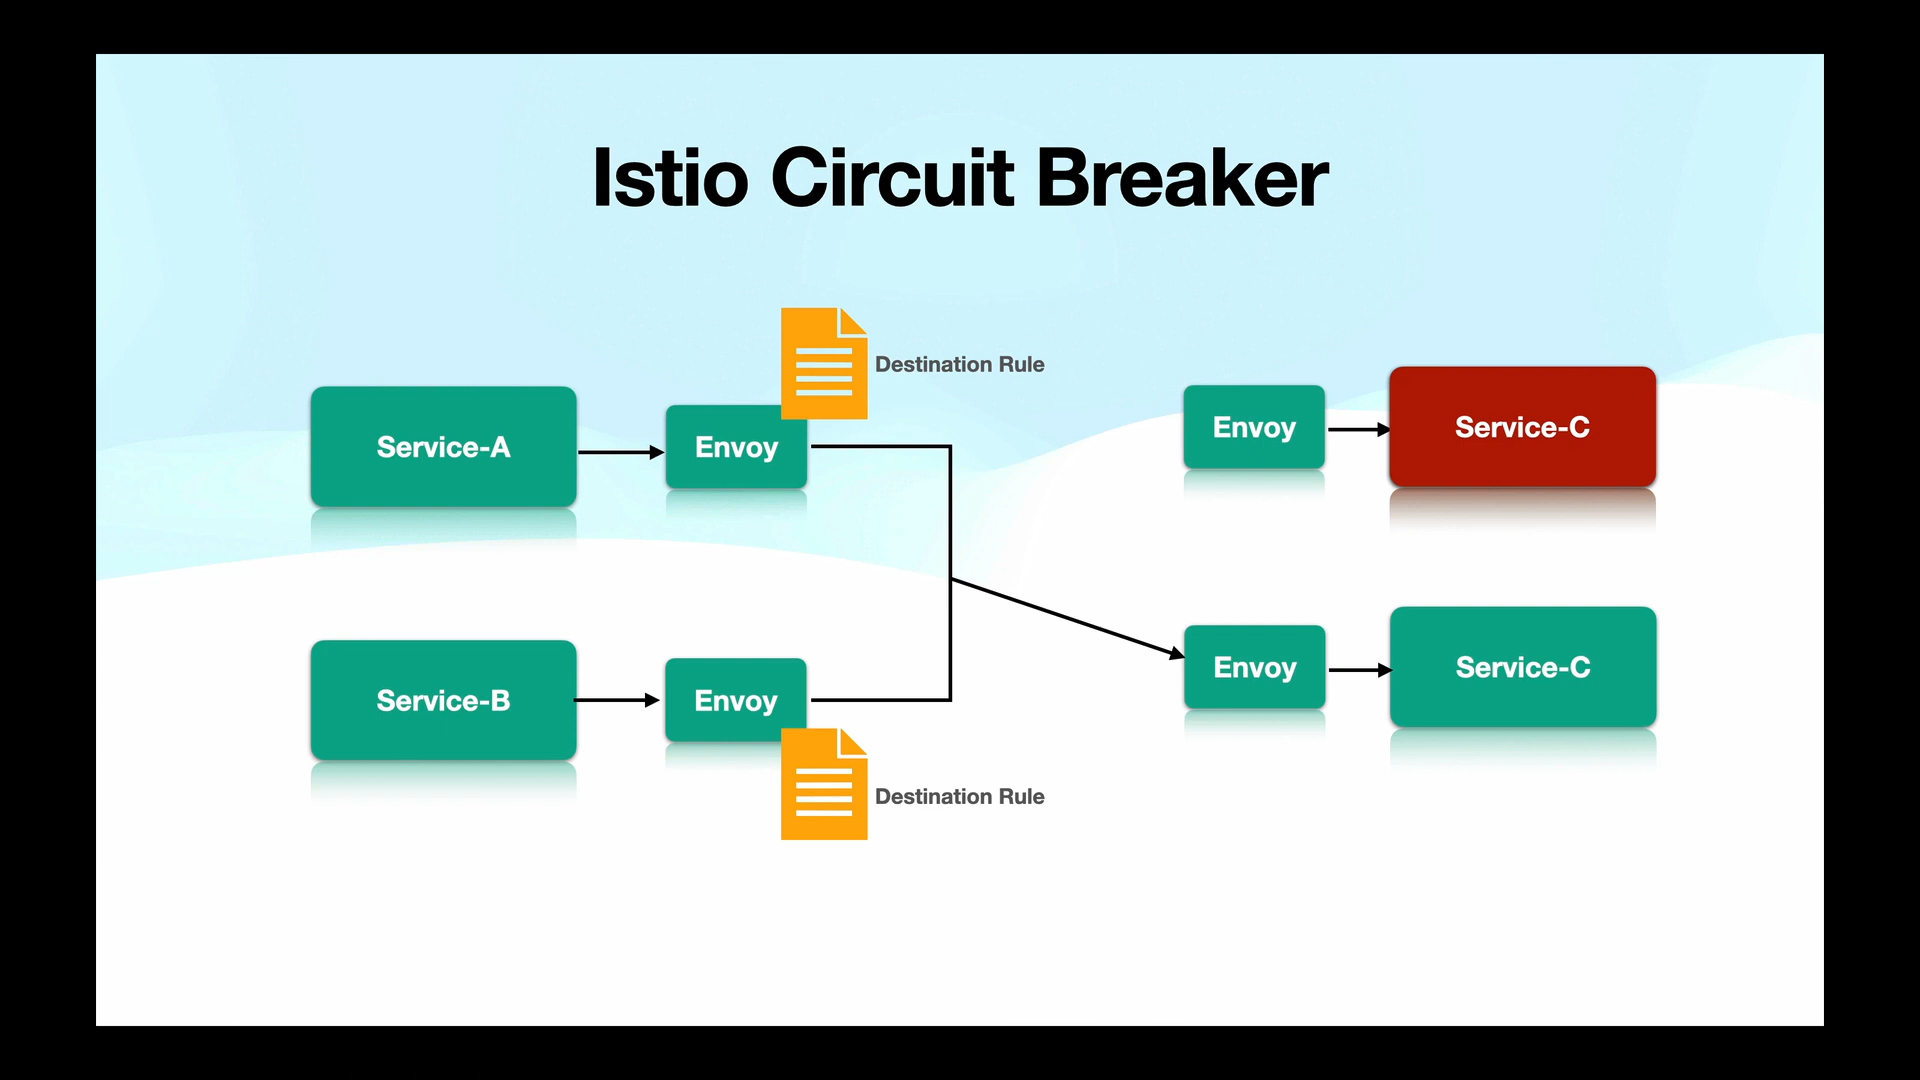 Istio Circuit Breaker
Destination Rule
Service-A
Envoy
Envoy
Service-C
Service-B
Envoy
Envoy
Service-C
Destination Rule